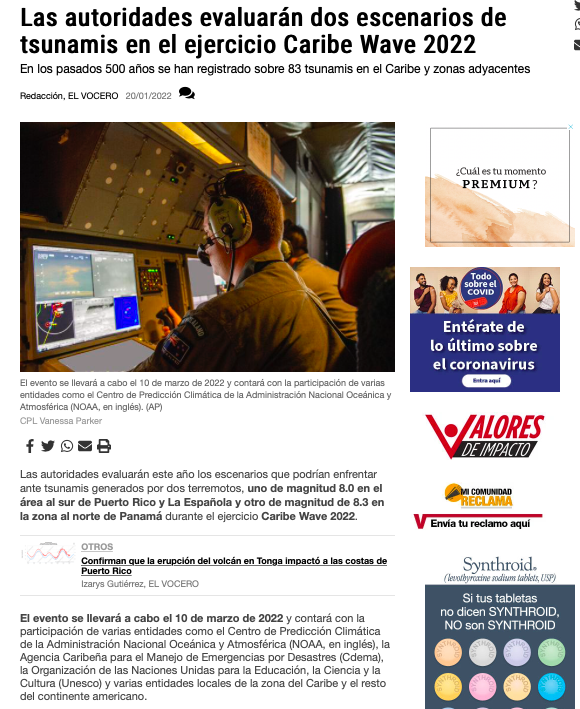 Las autoridades evaluarán dos escenarios de
tsunamis en el ejercicio Caribe Wave 2022
En los pasados 500 años se han registrado sobre 83 tsunamis en el Caribe y zonas adyacentes
Redacción, EL VOCERO 20/01/2022
El evento se llevará a cabo el 10 de marzo de 2022 y contará con la participación de varias
entidades como el Centro de Predicción Climática de la Administración Nacional Oceánica y
Atmosférica (NOAA, en inglés). (AP)
CPL Vanessa Parker
Las autoridades evaluarán este año los escenarios que podrían enfrentar
ante tsunamis generados por dos terremotos, uno de magnitud 8.0 en el
área al sur de Puerto Rico y La Española y otro de magnitud de 8.3 en
la zona al norte de Panamá durante el ejercicio Caribe Wave 2022.
OTROS
Confirman que la erupción del volcán en Tonga impactó a las costas de
Puerto Rico
Izarys Gutiérrez, EL VOCERO
El evento se llevará a cabo el 10 de marzo de 2022 y contará con la
participación de varias entidades como el Centro de Predicción Climática
de la Administración Nacional Oceánica y Atmosférica (NOAA, en inglés), la
Agencia Caribeña para el Manejo de Emergencias por Desastres (Cdema),
la Organización de las Naciones Unidas para la Educación, la Ciencia y la
Cultura (Unesco) y varias entidades locales de la zona del Caribe y el resto
del continente americano.
¿Cuál es tu momento
PREMIUM?
Todo
sobre el
COVID
Entérate de
lo último sobre
el coronavirus
Entra aquí
VALORES
DE IMPACTO
MI COMUNIDAD
RECLAMA
Envía tu reclamo aquí
Synthroid®
(levothyroxine sodium tablets, USP)
Si tus tabletas
no dicen SYNTHROID,
NO son SYNTHROID